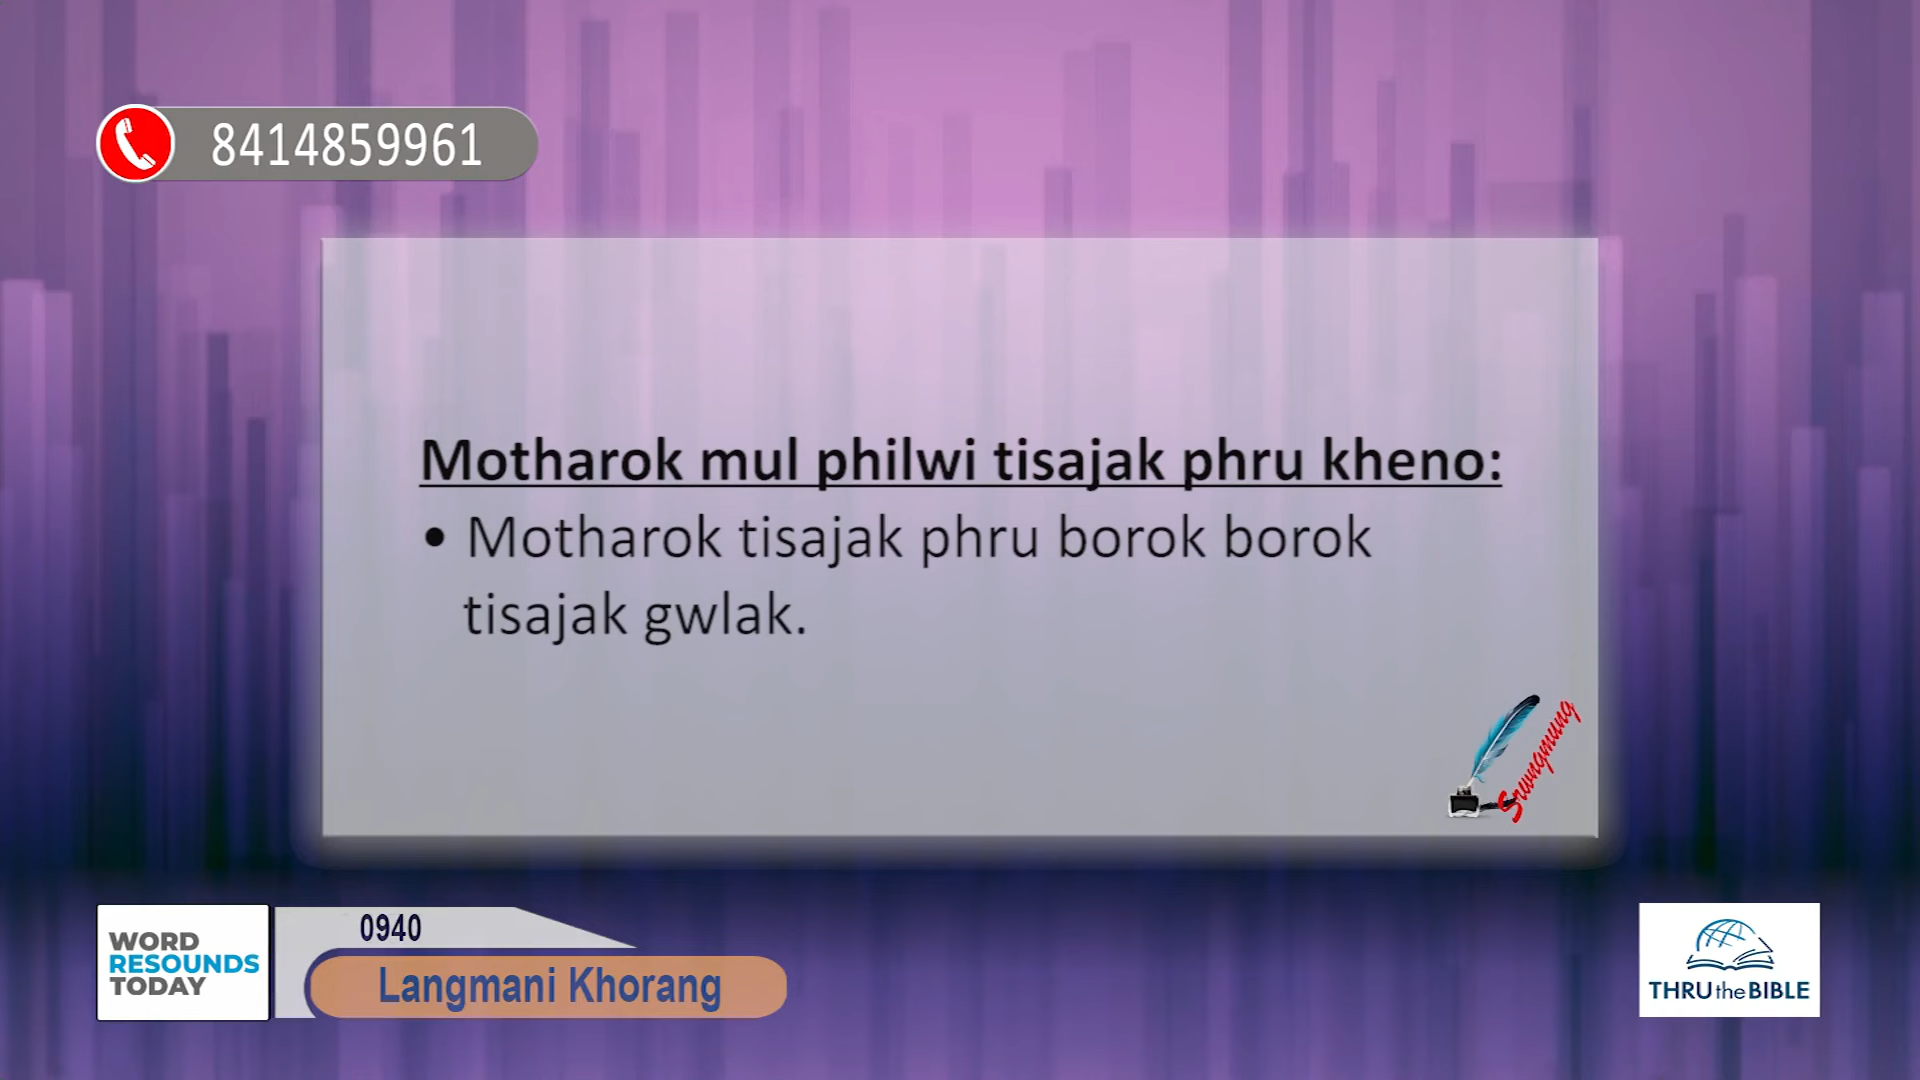 8414859961
Motharok mul philwi tisajak phru kheno:
• Motharok tisajak phru borok borok
tisajak gwlak.
Srwngmung
WORD
RESOUNDS
TODAY
0940
Langmani Khorang
THRU the BIBLE